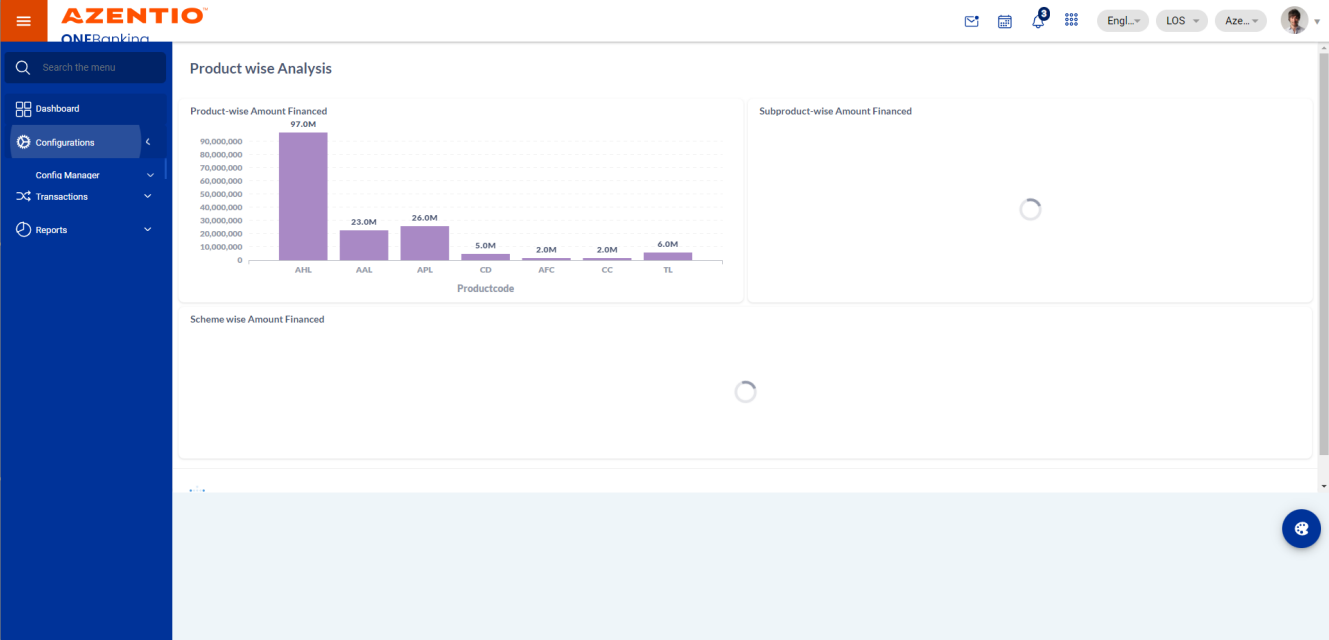 AZENTIO
ONEBanking
3
Engl...
LOS
Aze...
Search the menu
Dashboard
Configurations
Config Manager
Transactions
Reports
Product wise Analysis
Product-wise Amount Financed
97.0M
90,000,000
80,000,000
70,000,000
60,000,000
50,000,000
40,000,000
30,000,000
20,000,000
10,000,000
0
23.0M
26.0M
5.0M
2.0M
2.0M
6.0M
AHL
AAL
APL
CD
AFC
CC
TL
Productcode
Subproduct-wise Amount Financed
Scheme wise Amount Financed